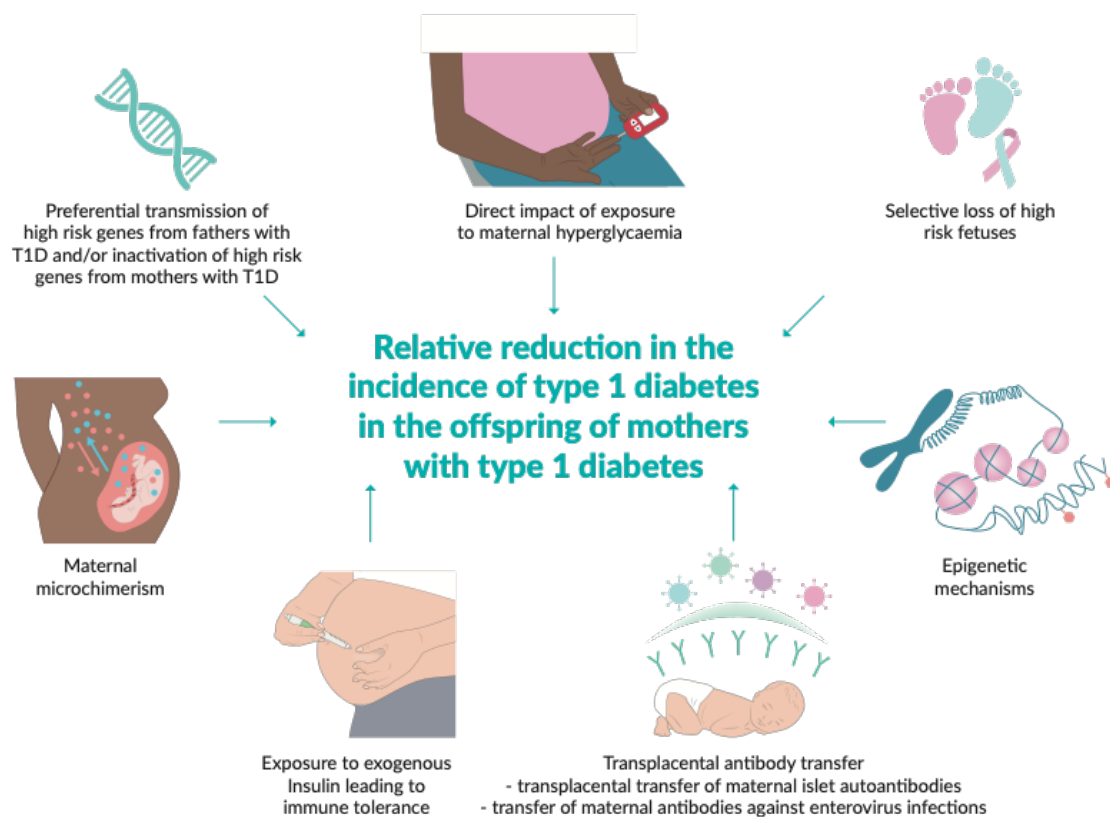 Preferential transmission of
high risk genes from fathers with
T1D and/or inactivation of high risk
genes from mothers with T1D
Direct impact of exposure
to maternal hyperglycaemia
Selective loss of high
risk fetuses
Relative reduction in the
incidence of type 1 diabetes
in the offspring of mothers
with type 1 diabetes
Maternal
microchimerism
Epigenetic
mechanisms
Exposure to exogenous
Insulin leading to
immune tolerance
Transplacental antibody transfer
- transplacental transfer of maternal islet autoantibodies
- transfer of maternal antibodies against enterovirus infections